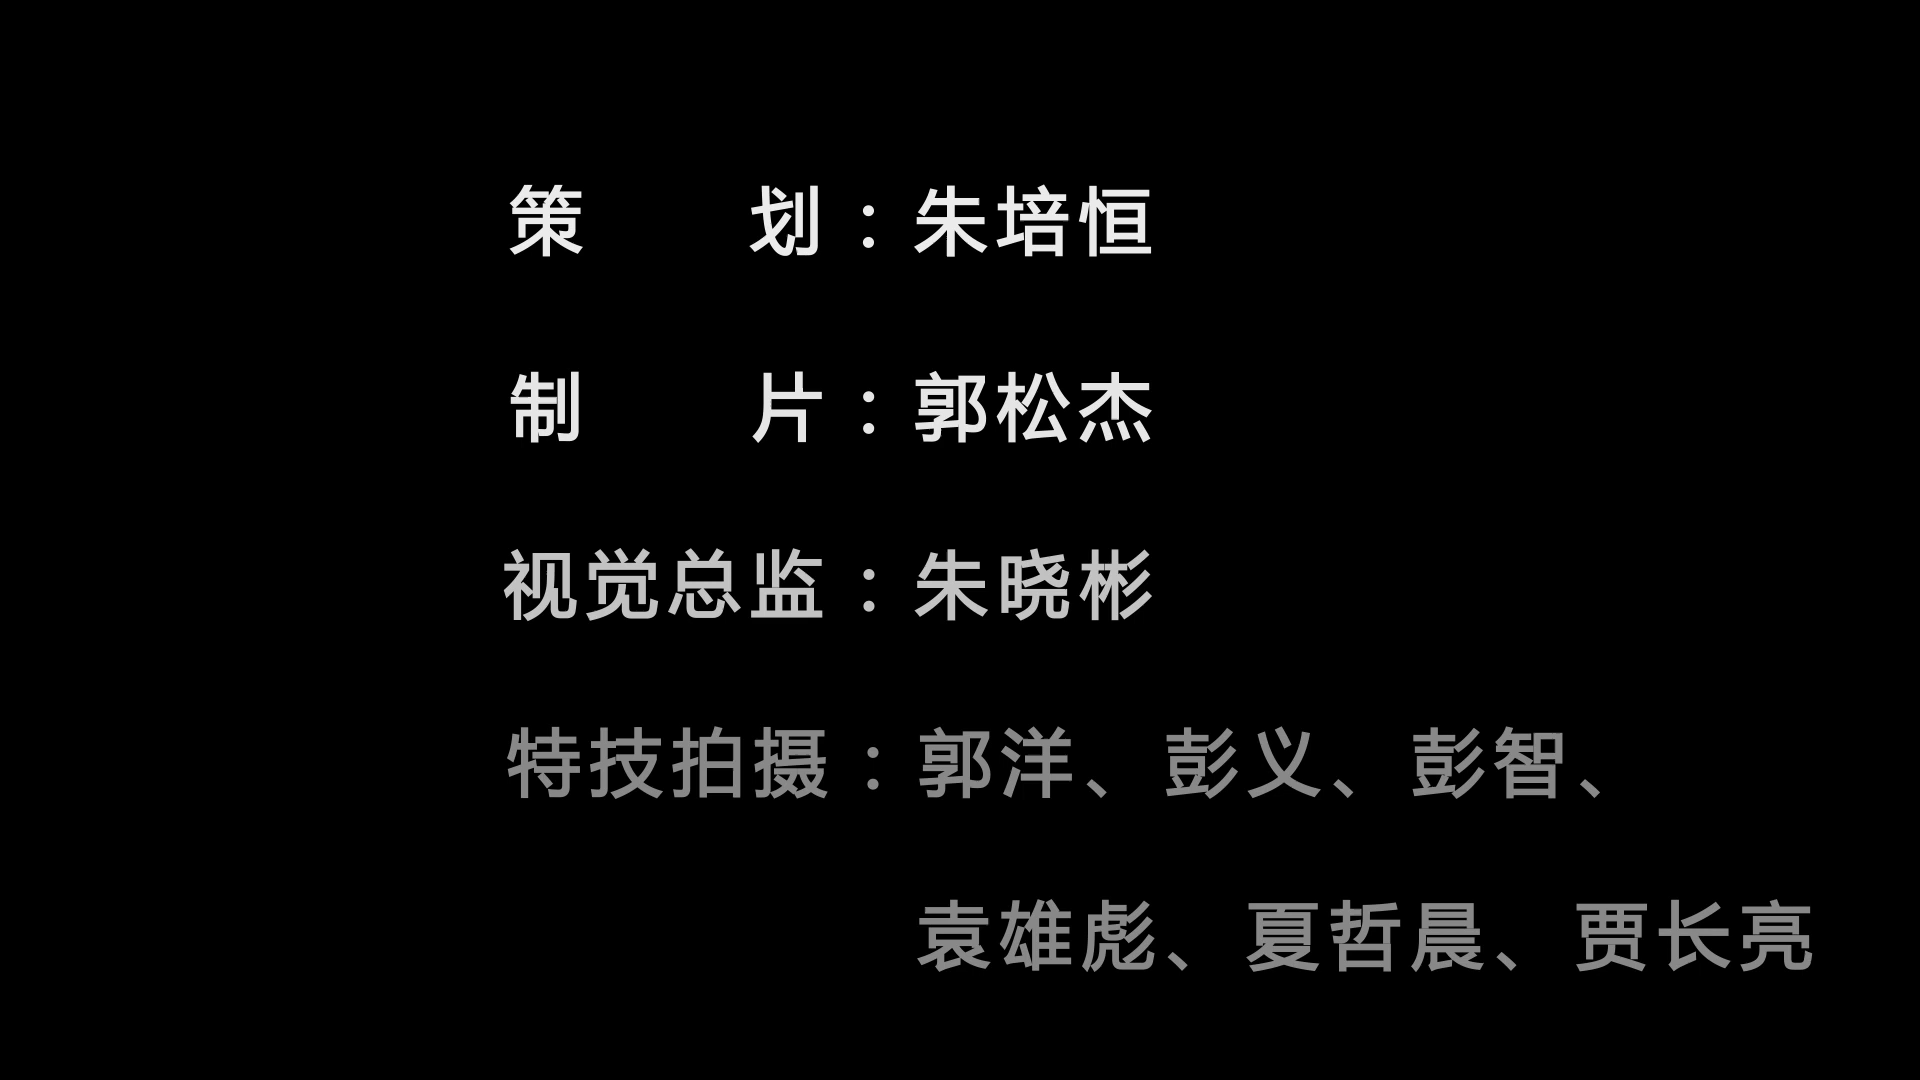 策 划：朱培恒
制 片：郭松杰
视觉总监：朱晓彬
特技拍摄：郭洋、彭义、彭智、
袁雄彪、夏哲晨、贾长亮